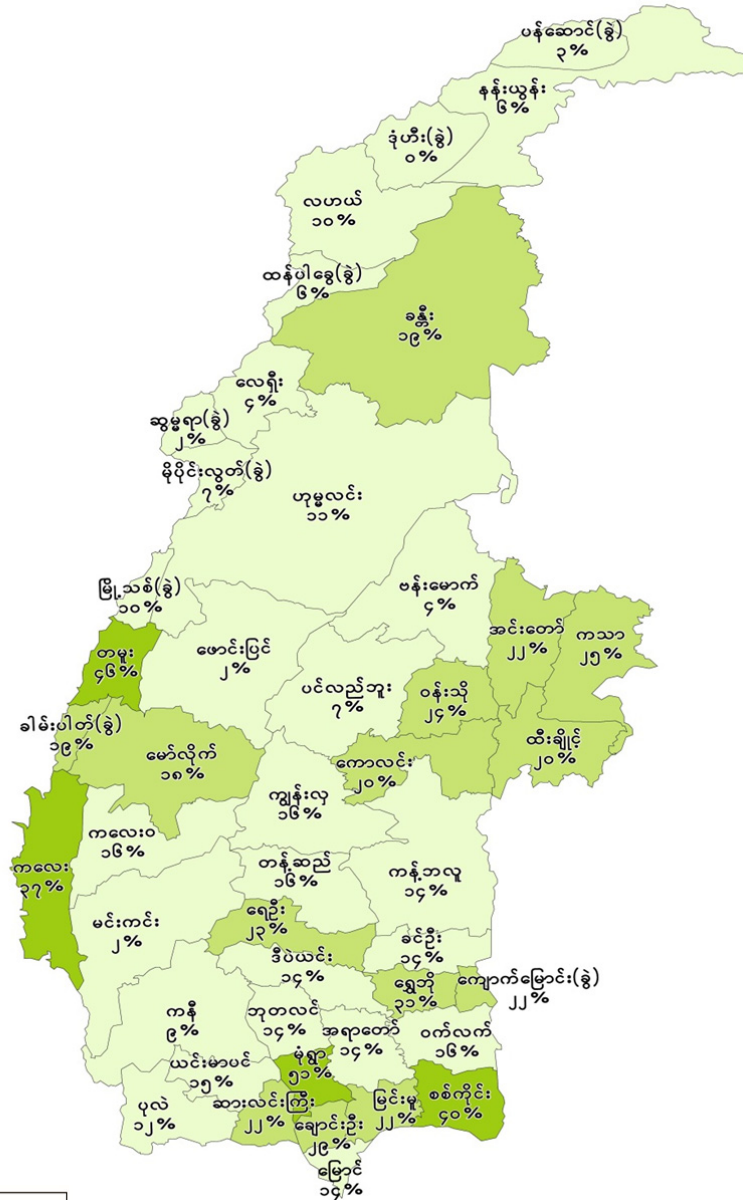 ပန်ဆောင်(ခွဲ)
၃%
နန်းယွန်း
၆%
ဒုံဟီး(ခွဲ)
၀%
လဟယ်
၁၀%
ထန်ပါခွေ(ခွဲ)
၆%
ခန္တီး
၁၉%
လေရှီး
၄%
ဆွမ္မရာ(ခွဲ)
၂%
မိုပိုင်းလွတ်(ခွဲ)
၇%
ဟုမ္မလင်း
၁၁%
မြို့သစ်(ခွဲ)
၁၀%
ဗန်းမောက်
၄%
အင်းတော်
၂၂%
ကသာ
၂၅%
တမူး
၄၆%
ဖောင်းပြင်
၂%
ပင်လည်ဘူး
၇%
ဝန်းသို
၂၄%
ခါမ်းပါတ်(ခွဲ)
၁၉%
မော်လိုက်
၁၈%
ကောလင်း
၂၀%
ထီးချိုင့်
၂၀%
ကျွန်းလှ
၁၆%
ကလေးဝ
၁၆%
ကလေး
၃၇%
တန့်ဆည်
၁၆%
ကန့်ဘလူ
၁၄%
မင်းကင်း
၂%
ရေဦး
၂၃%
ခင်ဦး
၁၄%
ဒီပဲယင်း
၁၄%
ရွှေဘို
၃၁%
ကျောက်မြောင်း(ခွဲ)
၂၂%
ကနီ
၉%
ဘုတလင်
၁၄%
အရာတော်
၁၄%
ဝက်လက်
၁၆%
မုံရွာ
၅၁%
ယင်းမာပင်
၁၅%
ပုလဲ
၁၂%
ဆားလင်းကြီး
၂၂%
ချောင်းဦး
၂၉%
မြင်းမူ
၂၂%
စစ်ကိုင်း
၄၀%
မြောင်
၁၄%